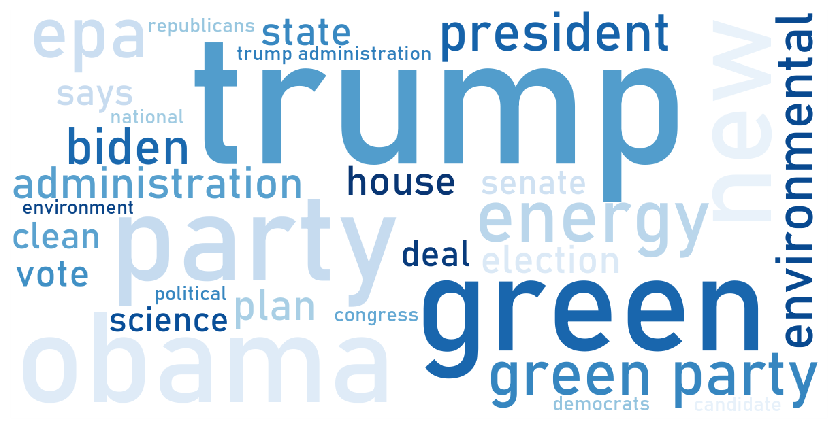 epa
republicans
state
president
trump administration
trump
new
environmental
says
national
biden
administration
house
senate
environment
party
energy
clean
deal
election
vote
political
plan
science
congress
green
obama
green party
democrats
candidate